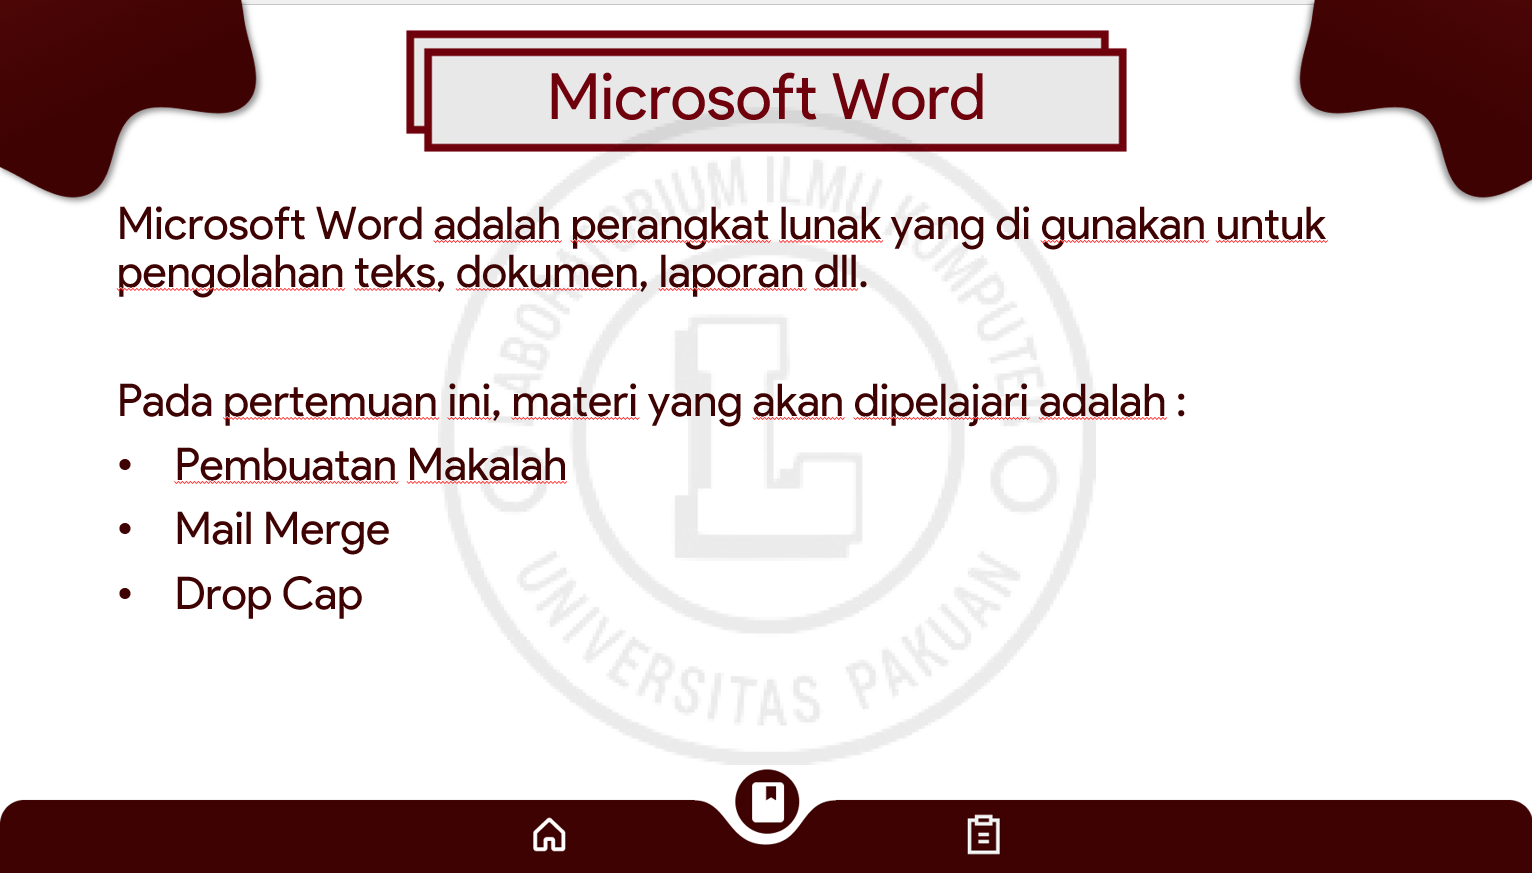 Microsoft Word
Microsoft Word adalah perangkat lunak yang di gunakan untuk
pengolahan teks, dokumen, laporan dll.
Pada pertemuan ini, materi yang akan dipelajari adalah :
• Pembuatan Makalah
• Mail Merge
• Drop Cap
LABORATORIUM ILMU KOMPUTER
L
UNIVERSITAS PAKUAN